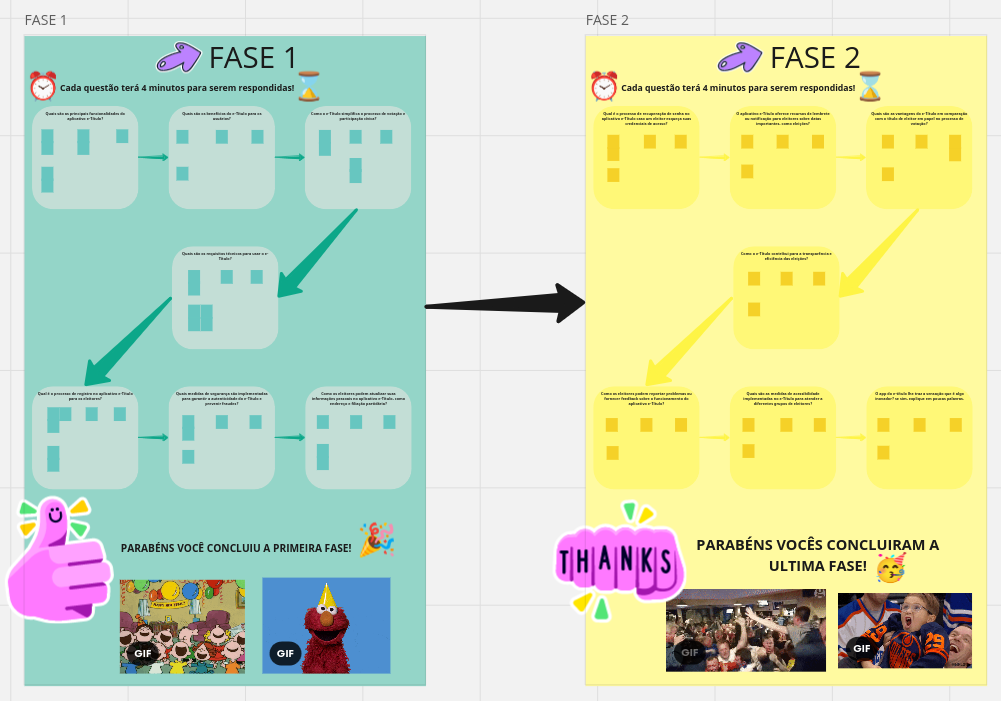 FASE 1
FASE 1
Cada questão terá 4 minutos para serem respondidas!
Quais são as principais funcionalidades do
aplicativo e-Título?
Quais são os benefícios do e-Título para os
usuários?
Como o e-Título simplifica o processo de votação e
participação cívica?
Quais são os requisitos técnicos para usar o e-
Título?
Qual é o processo de registro no aplicativo e-Título
para os eleitores?
Quais medidas de segurança são implementadas
para garantir a autenticidade do e-Título e
prevenir fraudes?
Como os eleitores podem atualizar suas
informações pessoais no aplicativo e-Título, como
endereço e filiação partidária?
PARABÉNS VOCÊ CONCLUIU A PRIMEIRA FASE!
GIF
GIF
FASE 2
FASE 2
Cada questão terá 4 minutos para serem respondidas!
Qual é o processo de recuperação de senha no
aplicativo e-Título caso um eleitor esqueça suas
credenciais de acesso?
O aplicativo e-Título oferece recursos de lembrete
ou notificação para eleitores sobre datas
importantes, como eleições?
Quais são as vantagens do e-Título em comparação
com o título de eleitor em papel no processo de
votação?
Como o e-Título contribui para a transparência e
eficiência das eleições?
Como os eleitores podem reportar problemas ou
fornecer feedback sobre o funcionamento do
aplicativo e-Título?
Quais são as medidas de acessibilidade
implementadas no e-Título para atender a
diferentes grupos de eleitores?
O app do e-título lhe traz a sensação que é algo
inovador? se sim, explique em poucas palavras.
THANKS
PARABÉNS VOCÊS CONCLUIRAM A
ULTIMA FASE!
GIF
GIF